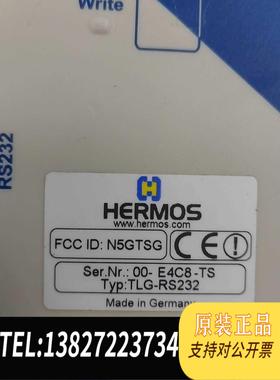 Write
RS232
HERMOS
www.hermos.com
FCC ID: N5GTSG
Ser.Nr.: 00- E4C8 -TS
Typ:TLG-RS232
Made in Germany
TEL:13827223734
原装正品
支持对公票开